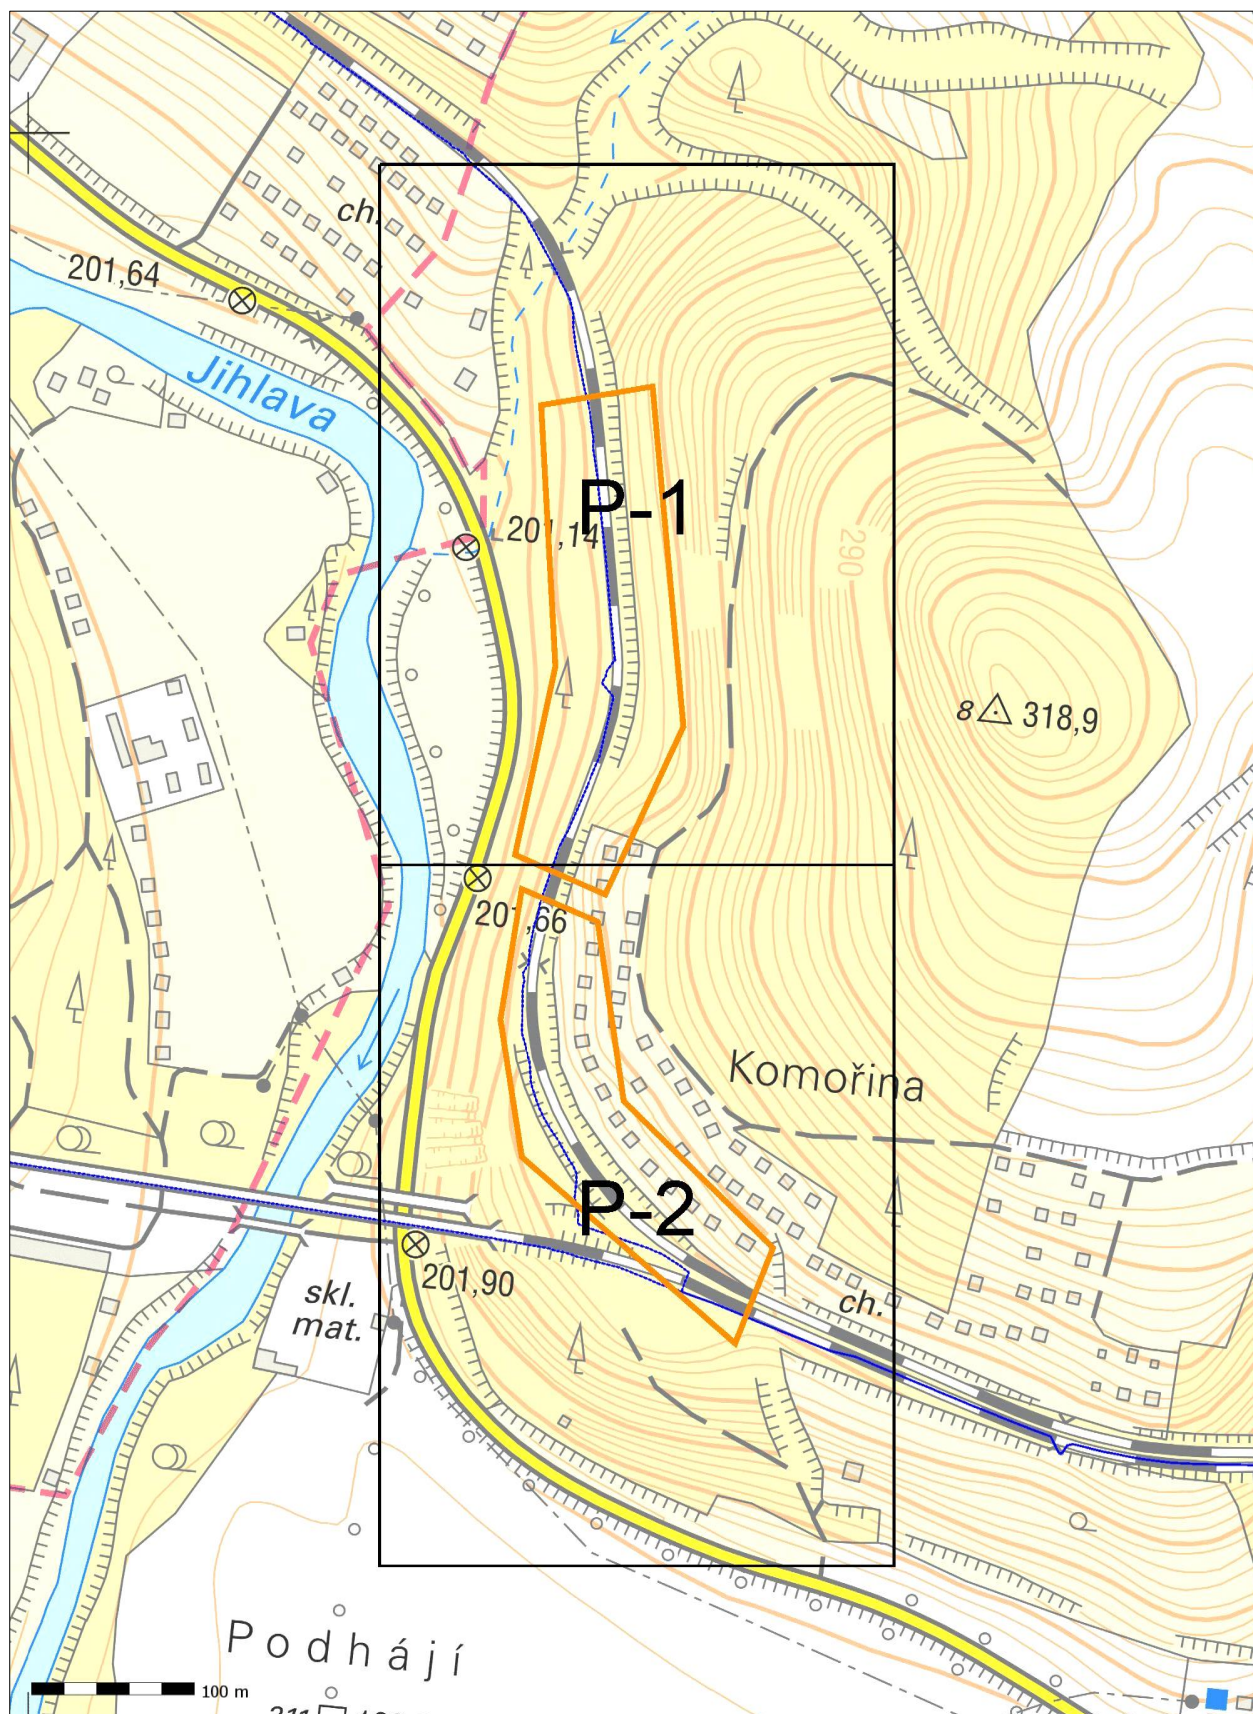 ch.
201,64
Jihlava
P-1
201,14
290
8 318,9
201,66
Komořina
P-2
201,90
skl.
mat.
ch.
Podhájí
100 m